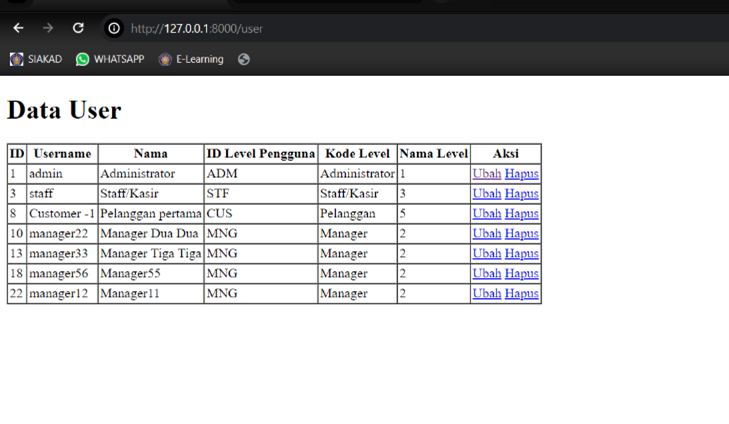 http://127.0.0.1:8000/user
SIAKAD WHATSAPP E-Learning
Data User
ID Username Nama ID Level Pengguna Kode Level Nama Level Aksi
1 admin Administrator ADM Administrator 1 Ubah Hapus
3 staff Staff/Kasir STF Staff/Kasir 3 Ubah Hapus
8 Customer -1 Pelanggan pertama CUS Pelanggan 5 Ubah Hapus
10 manager22 Manager Dua Dua MNG Manager 2 Ubah Hapus
13 manager33 Manager Tiga Tiga MNG Manager 2 Ubah Hapus
18 manager56 Manager55 MNG Manager 2 Ubah Hapus
22 manager12 Manager11 MNG Manager 2 Ubah Hapus